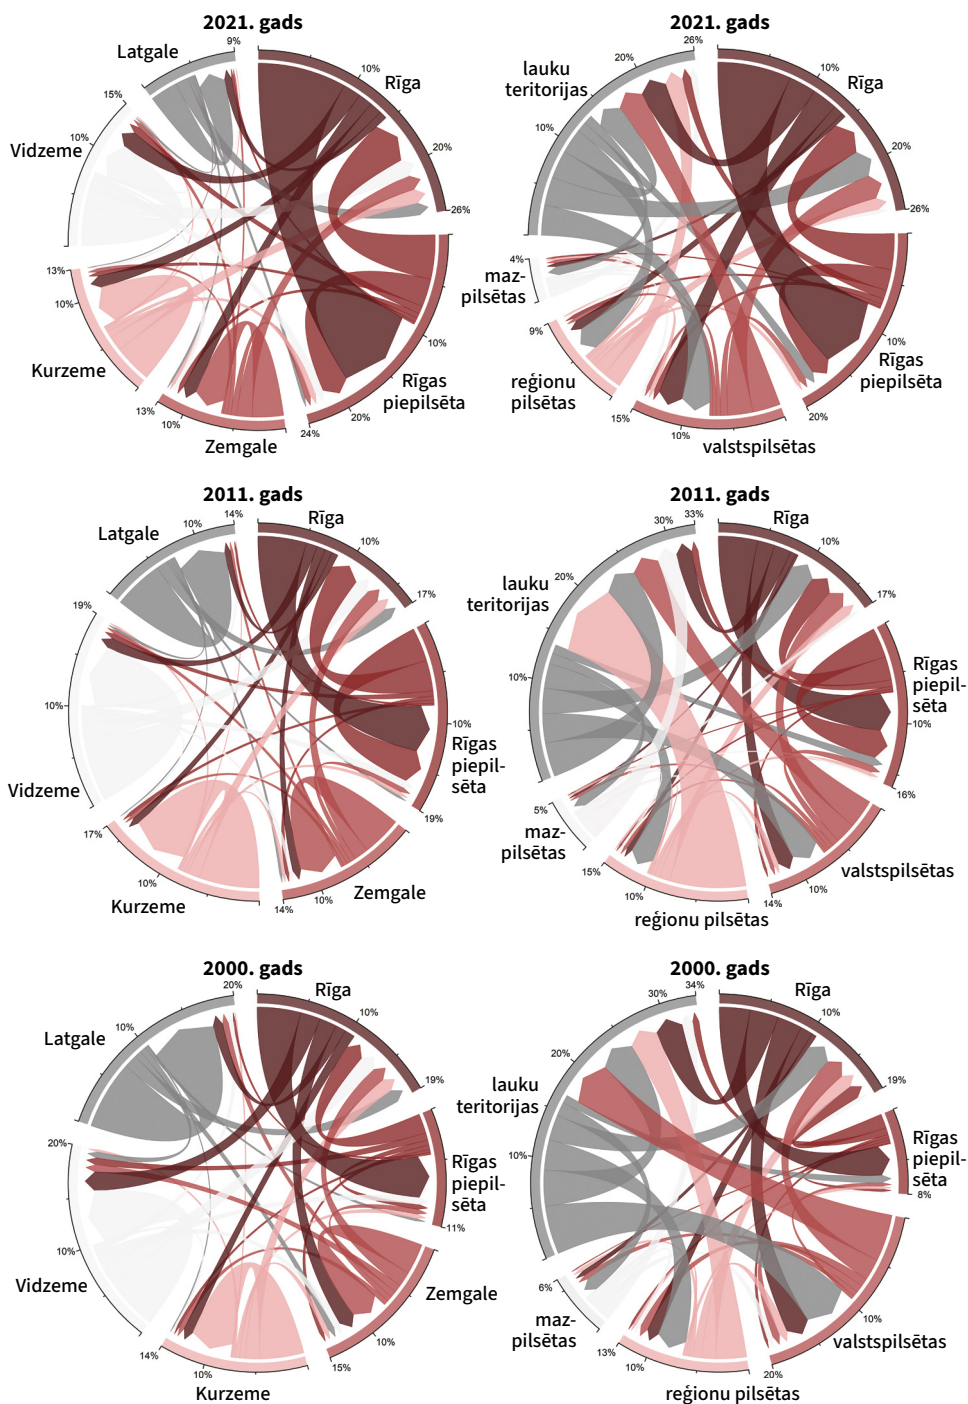 2021. gads
Latgale
9%
10%
Rīga
15%
10%
Vidzeme
20%
26%
13%
10%
Kurzeme
10%
Rīgas
piepilsēta
13%
10%
20%
24%
Zemgale
2021. gads
26%
20%
lauku
teritorijas
10%
Rīga
10%
20%
26%
4%
maz-
pilsētas
9%
reģionu
pilsētas
10%
Rīgas
piepilsēta
15%
10%
20%
valstspilsētas
2011. gads
14%
10%
Latgale
Rīga
10%
19%
17%
10%
Rīgas
piepil-
sēta
10%
Vidzeme
19%
17%
10%
Kurzeme
Zemgale
10%
14%
2011. gads
33%
30%
Rīga
10%
20%
lauku
teritorijas
17%
10%
Rīgas
piepil-
sēta
10%
16%
5%
maz-
pilsētas
15%
10%
valstspilsētas
10%
14%
reģionu pilsētas
2000. gads
20%
Rīga
10%
10%
Latgale
19%
20%
Rīgas
piepil-
sēta
11%
10%
Vidzeme
Zemgale
14%
10%
10%
15%
Kurzeme
2000. gads
34%
30%
Rīga
10%
20%
lauku
teritorijas
19%
10%
Rīgas
piepil-
sēta
8%
6%
maz-
pilsētas
13%
10%
10%
valstspilsētas
20%
reģionu pilsētas